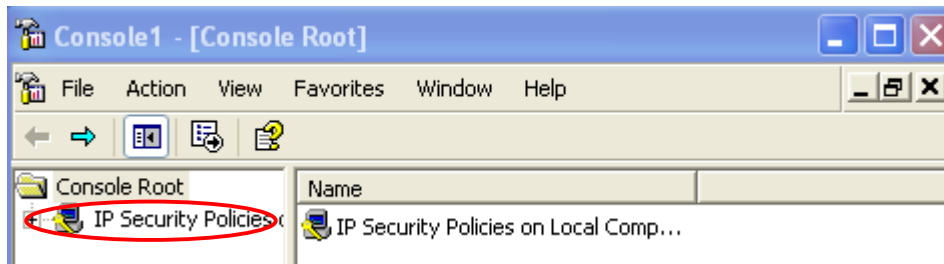 Console1 - [Console Root]
File Action View Favorites Window Help
Console Root
Name
IP Security Policies
IP Security Policies on Local Comp...